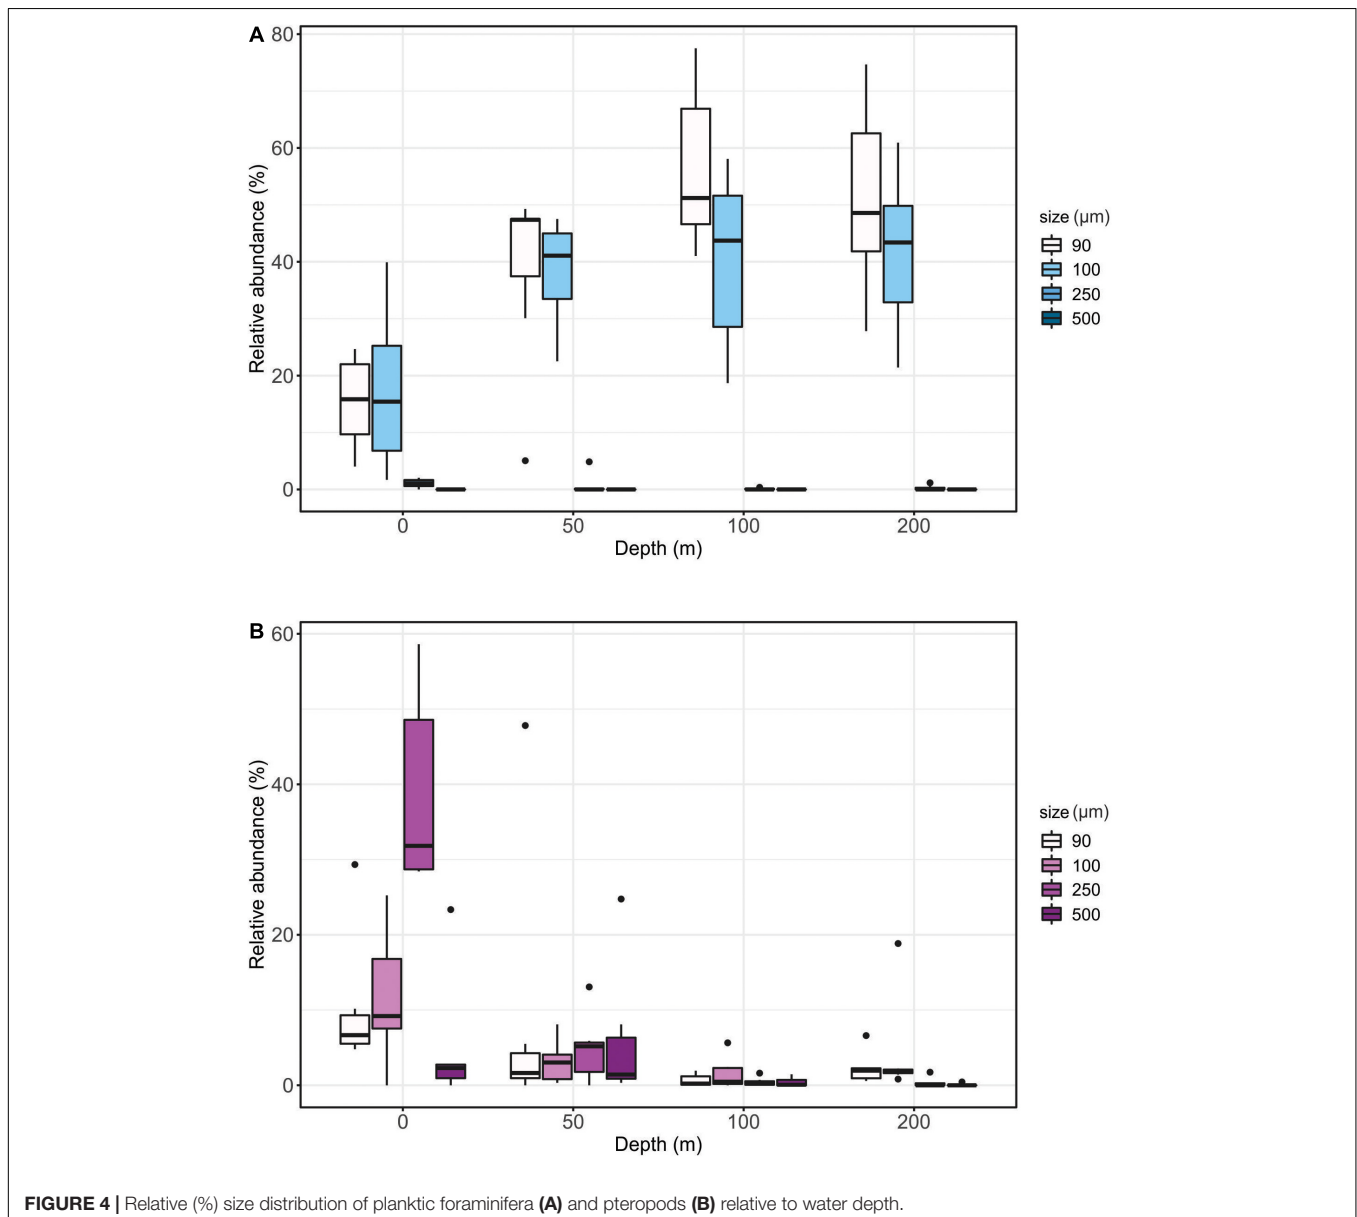 A
80
60
40
20
0
Relative abundance (%)
0 50 100 200
Depth (m)
size (µm)
90
100
250
500
B
60
40
20
0
Relative abundance (%)
0 50 100 200
Depth (m)
size (µm)
90
100
250
500
FIGURE 4 | Relative (%) size distribution of planktic foraminifera (A) and pteropods (B) relative to water depth.